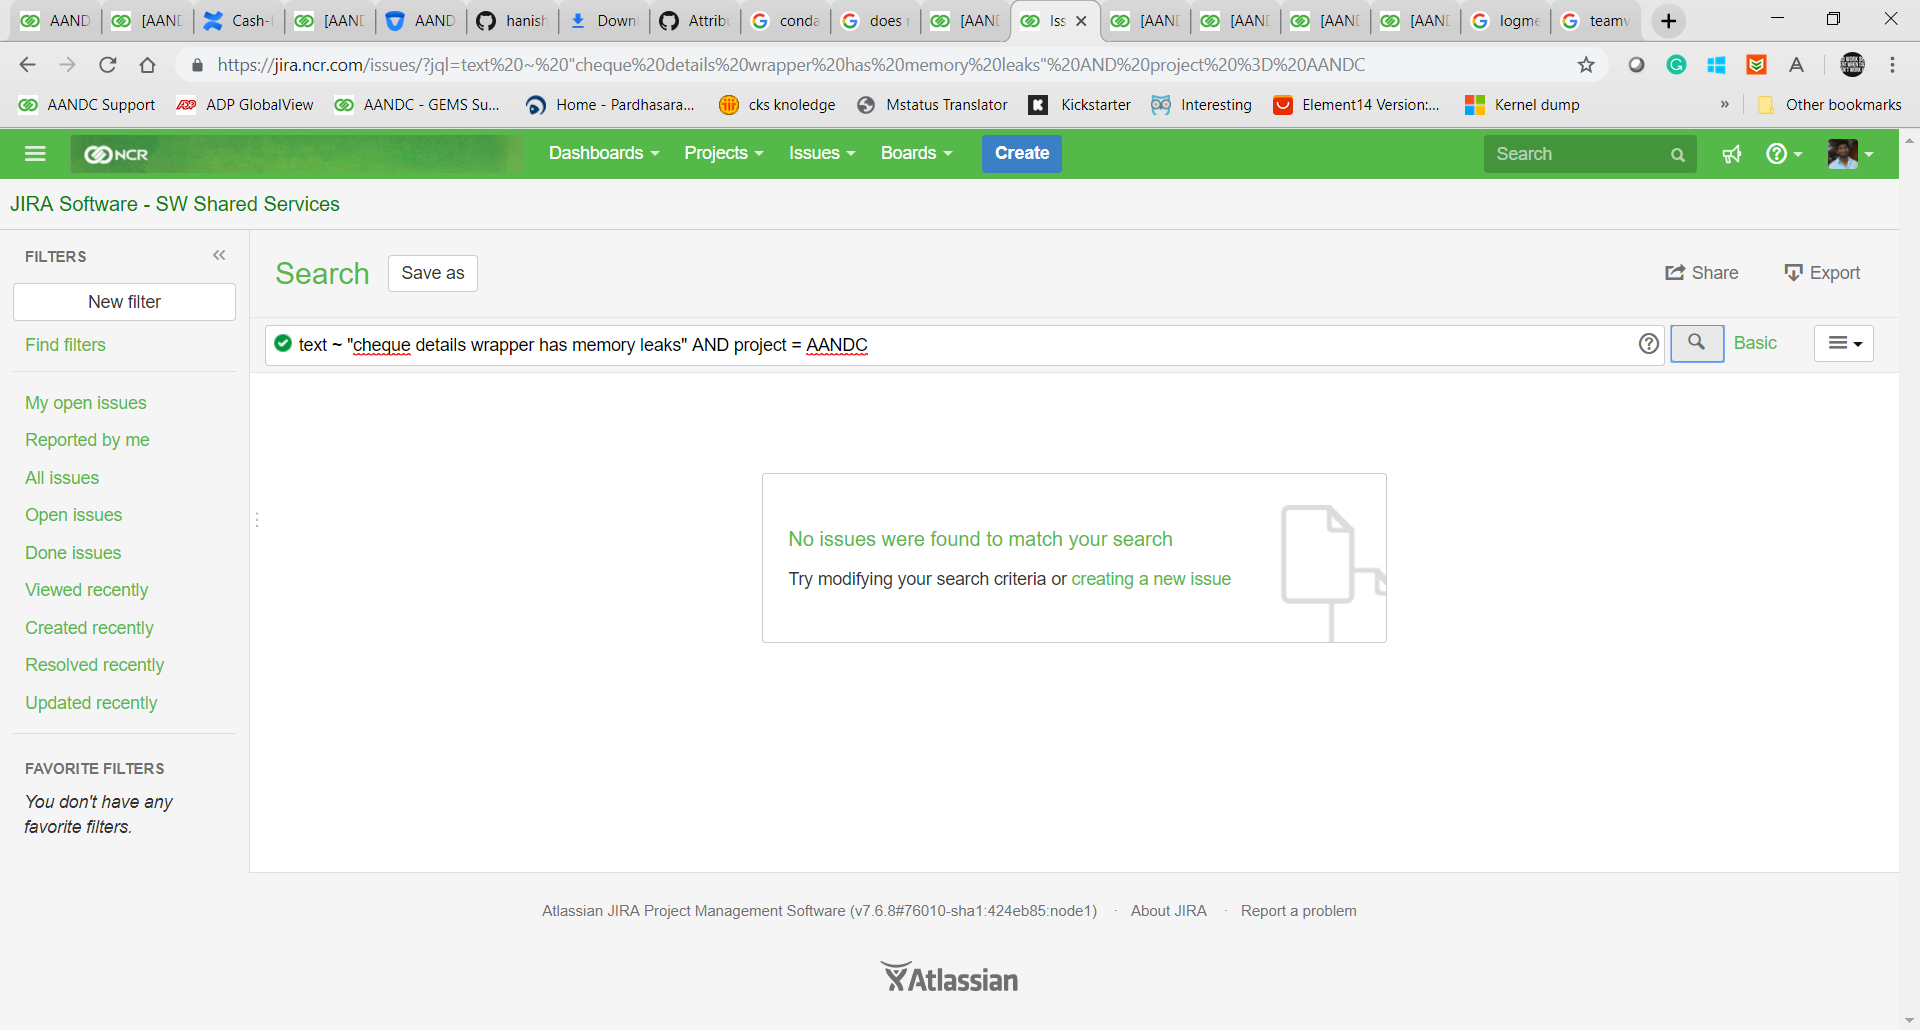 AAND [AAND Cash- [AAND AAND hanish Down Attrib conda does [AAND Iss [AAND [AAND [AAND [AAND logme teamv
https://jira.ncr.com/issues/?jql=text%20~%20"cheque%20details%20wrapper%20has%20memory%20leaks"%20AND%20project%20%3D%20AANDC
AANDC Support ADP GlobalView AANDC - GEMS Su... Home - Pardhasara... cks knoledge Mstatus Translator Kickstarter Interesting Element14 Version:... Kernel dump » Other bookmarks
NCR Dashboards Projects Issues Boards Create Search
JIRA Software - SW Shared Services
FILTERS
Search Save as Share Export
New filter
text ~ "cheque details wrapper has memory leaks" AND project = AANDC Basic
Find filters
My open issues
Reported by me
All issues
Open issues
Done issues
Viewed recently
Created recently
Resolved recently
Updated recently
No issues were found to match your search
Try modifying your search criteria or creating a new issue
FAVORITE FILTERS
You don't have any
favorite filters.
Atlassian JIRA Project Management Software (v7.6.8#76010-sha1:424eb85:node1) · About JIRA · Report a problem
Atlassian